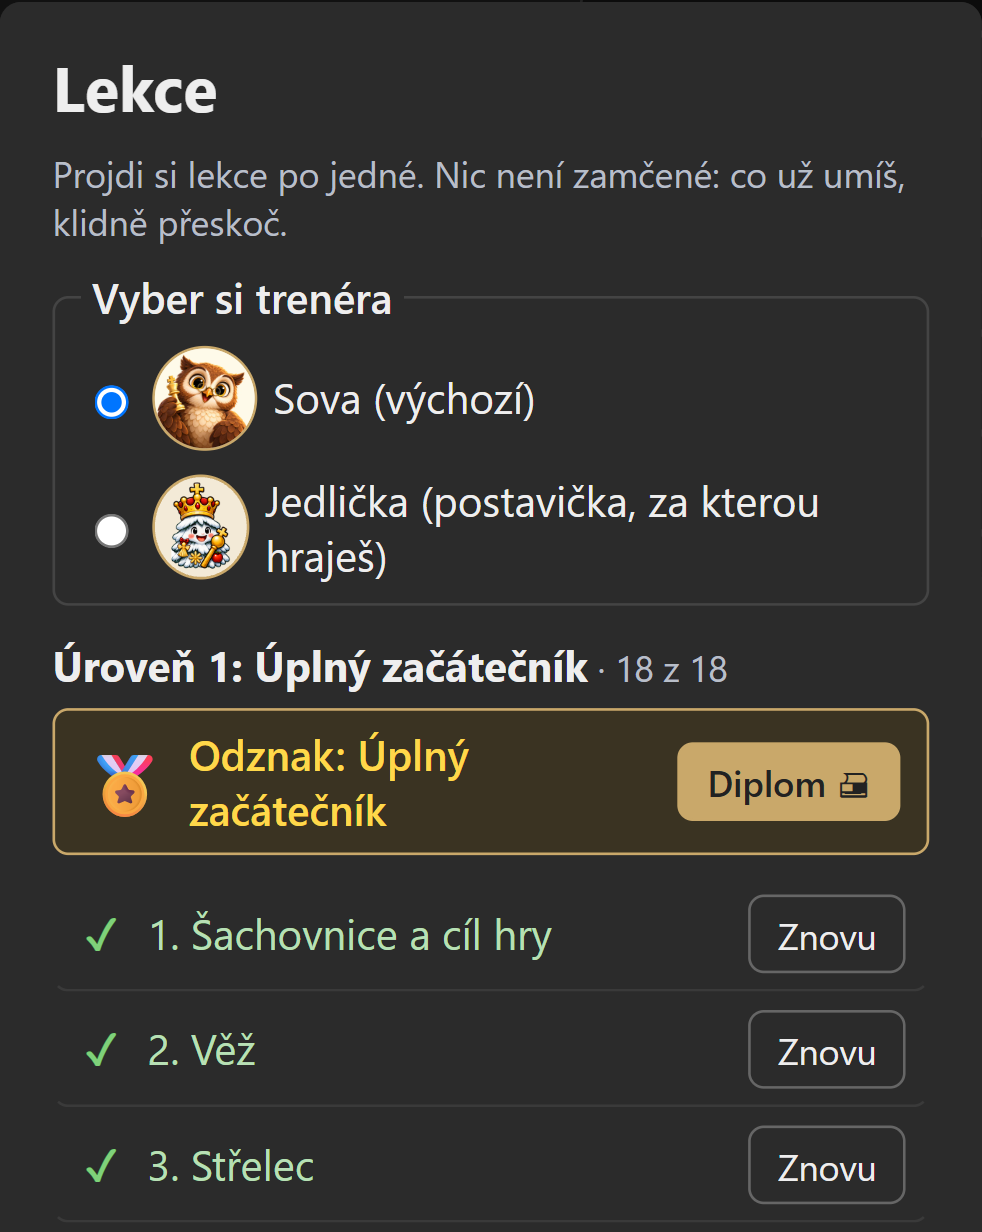 Lekce
Projdi si lekce po jedné. Nic není zamčené: co už umíš,
klidně přeskoč.
Vyber si trenéra
Sova (výchozí)
Jedlička (postavička, za kterou
hraješ)
Úroveň 1: Úplný začátečník · 18 z 18
Odznak: Úplný
začátečník
Diplom
1. Šachovnice a cíl hry
Znovu
2. Věž
Znovu
3. Střelec
Znovu